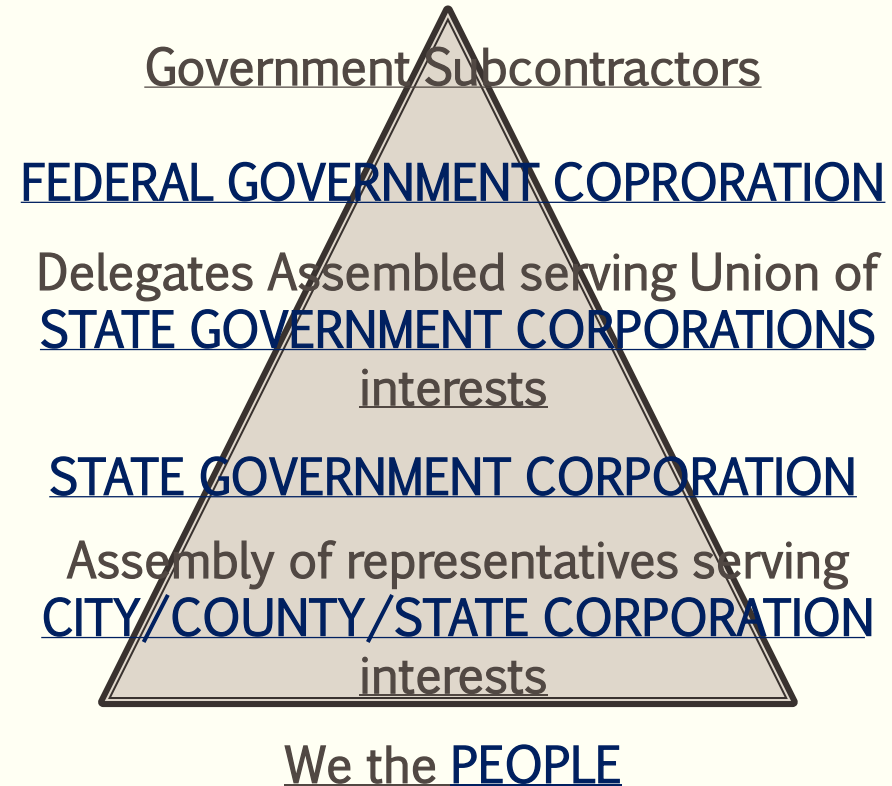 Government Subcontractors
FEDERAL GOVERNMENT COPRORATION
Delegates Assembled serving Union of
STATE GOVERNMENT CORPORATIONS
interests
STATE GOVERNMENT CORPORATION
Assembly of representatives serving
CITY/COUNTY/STATE CORPORATION
interests
We the PEOPLE